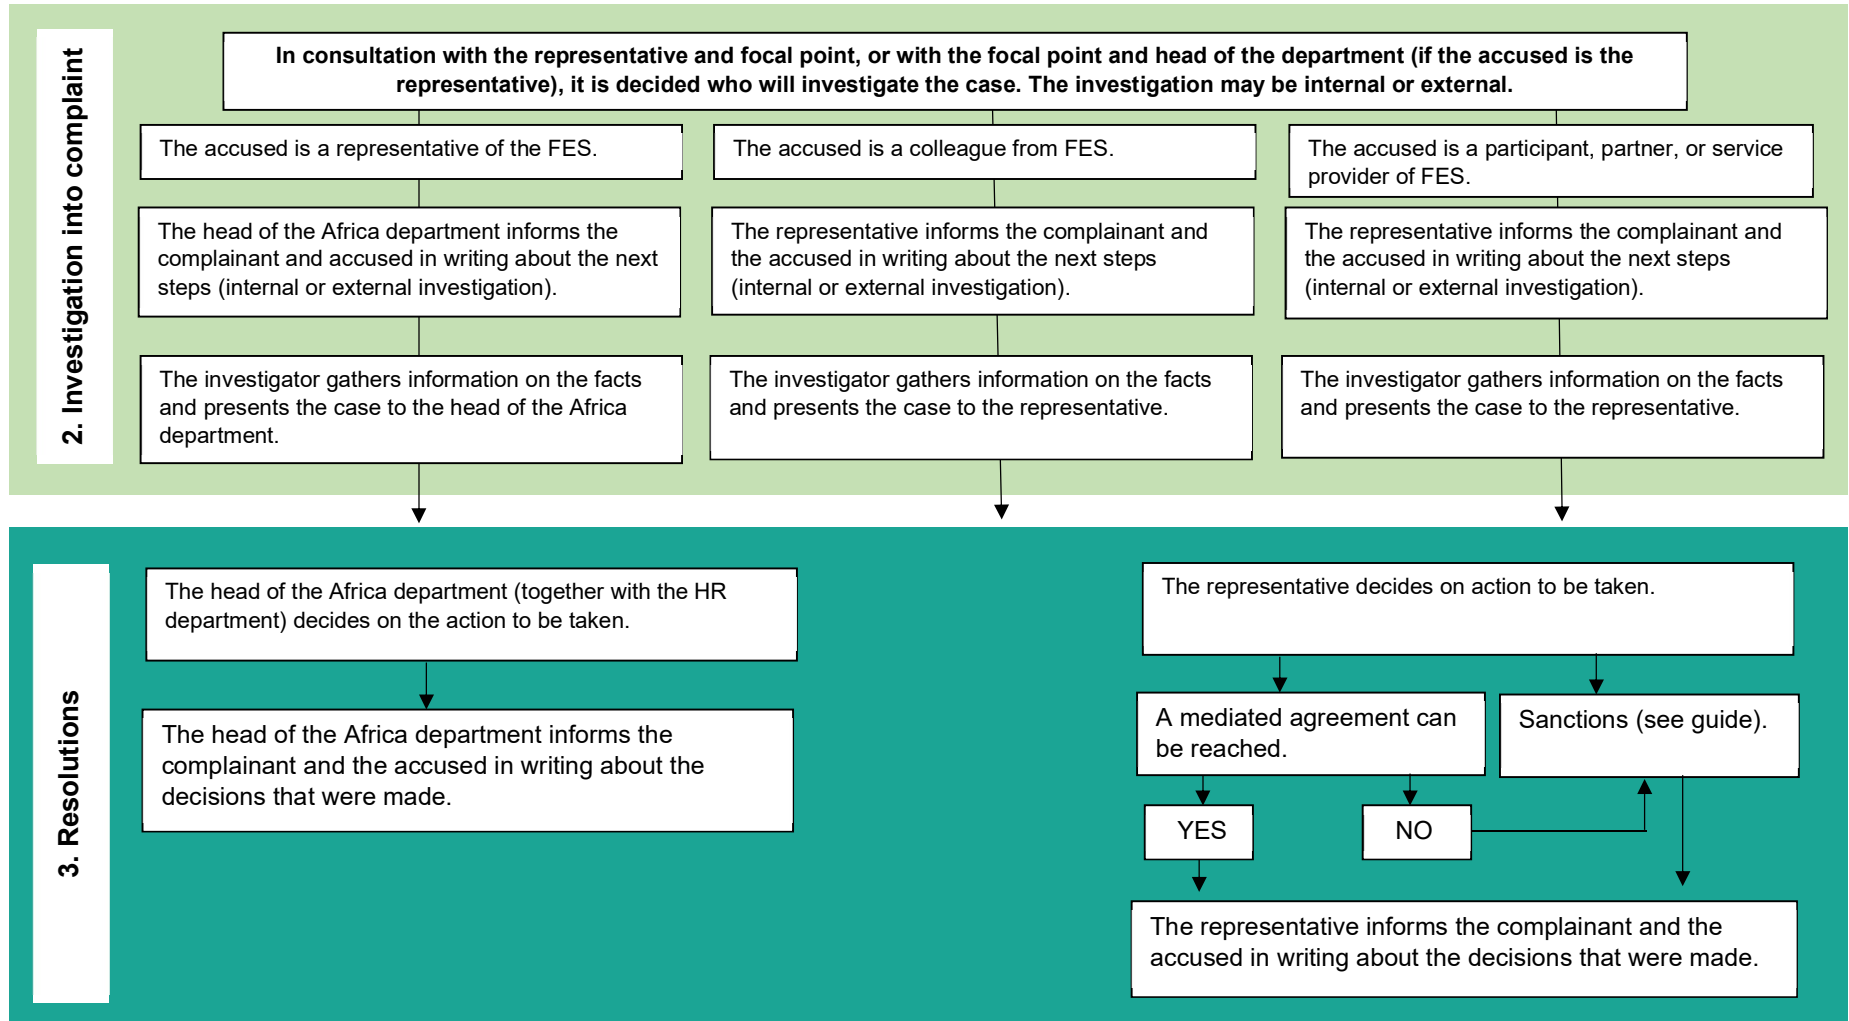 2. Investigation into complaint
In consultation with the representative and focal point, or with the focal point and head of the department (if the accused is the
representative), it is decided who will investigate the case. The investigation may be internal or external.
The accused is a representative of the FES.
The head of the Africa department informs the
complainant and accused in writing about the next
steps (internal or external investigation).
The investigator gathers information on the facts
and presents the case to the head of the Africa
department.
The accused is a colleague from FES.
The representative informs the complainant and
the accused in writing about the next steps
(internal or external investigation).
The investigator gathers information on the facts
and presents the case to the representative.
The accused is a participant, partner, or service
provider of FES.
The representative informs the complainant and
the accused in writing about the next steps
(internal or external investigation).
The investigator gathers information on the facts
and presents the case to the representative.
3. Resolutions
The head of the Africa department (together with the HR
department) decides on the action to be taken.
The head of the Africa department informs the
complainant and the accused in writing about the
decisions that were made.
The representative decides on action to be taken.
A mediated agreement can
be reached.
Sanctions (see guide).
YES
NO
The representative informs the complainant and the
accused in writing about the decisions that were made.